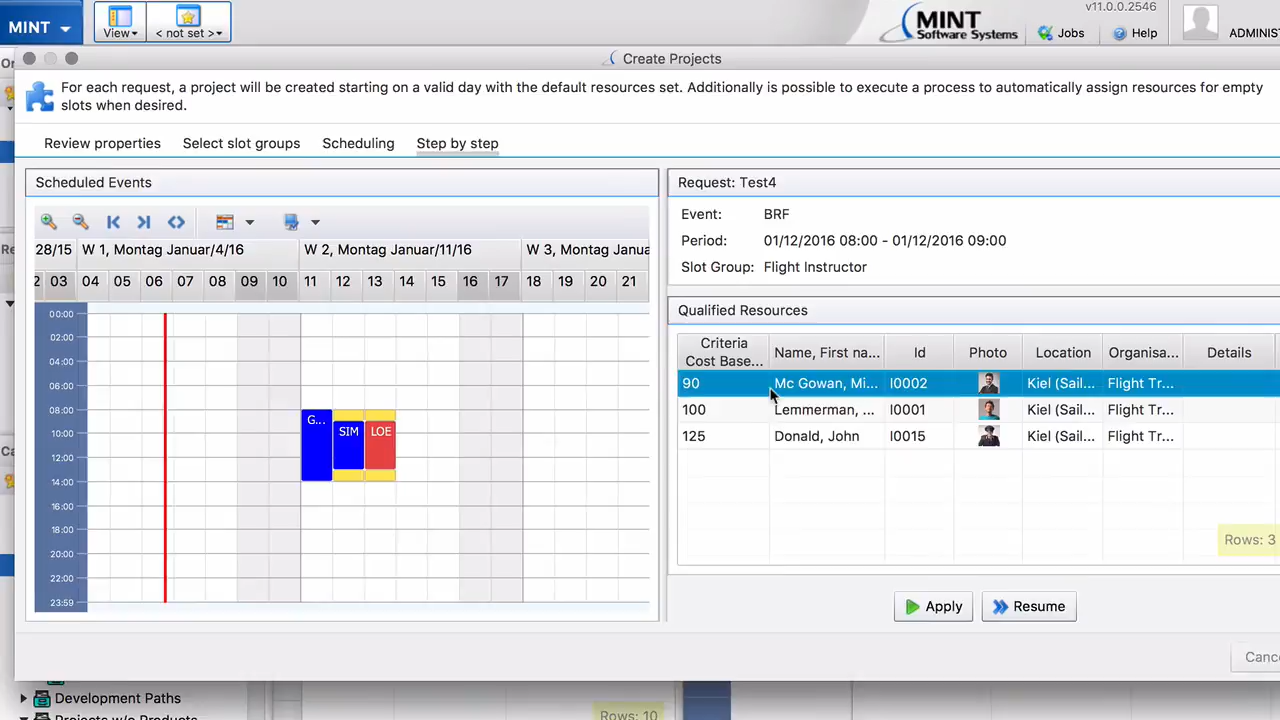 MINT
View
< not set >
MINT
Software Systems
v11.0.0.2546
Jobs
Help
ADMINIS
Create Projects
For each request, a project will be created starting on a valid day with the default resources set. Additionally is possible to execute a process to automatically assign resources for empty
slots when desired.
Review properties
Select slot groups
Scheduling
Step by step
Scheduled Events
28/15
W 1, Montag Januar/4/16
W 2, Montag Januar/11/16
W 3, Montag Janua
2 03 04 05 06 07 08 09 10 11 12 13 14 15 16 17 18 19 20 21
00:00
02:00
04:00
06:00
08:00
10:00
12:00
14:00
16:00
18:00
20:00
22:00
23:59
G...
SIM
LOE
Request: Test4
Event: BRF
Period: 01/12/2016 08:00 - 01/12/2016 09:00
Slot Group: Flight Instructor
Qualified Resources
Criteria
Cost Base... Name, First na... Id Photo Location Organisa... Details
90 Mc Gowan, Mi... I0002 Kiel (Sail... Flight Tr...
100 Lemmerman, ... I0001 Kiel (Sail... Flight Tr...
125 Donald, John I0015 Kiel (Sail... Flight Tr...
Rows: 3
Apply
Resume
Cance
Development Paths
Projects w/o Products
Rows: 10